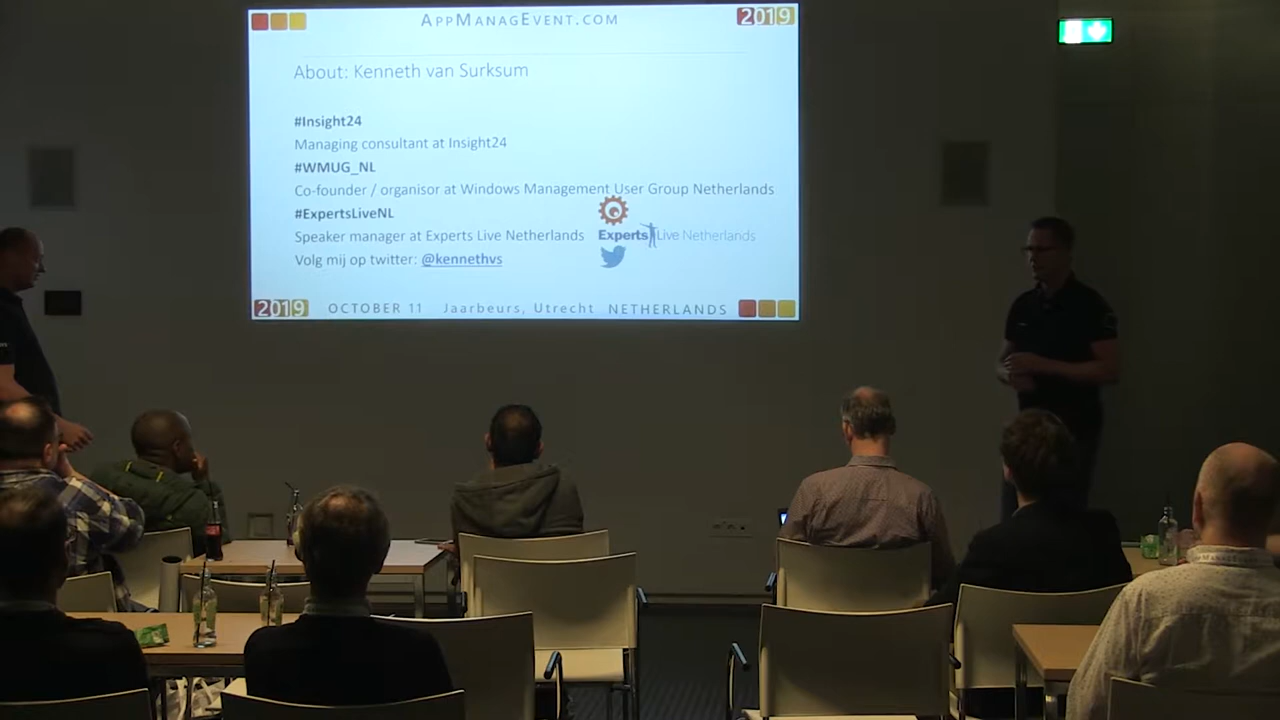 APPMANAGEVENT.COM
2019
About: Kenneth van Surksum
#Insight24
Managing consultant at Insight24
#WMUG_NL
Co-founder / organisor at Windows Management User Group Netherlands
#ExpertsLiveNL
Speaker manager at Experts Live Netherlands
Experts Live Netherlands
Volg mij op twitter: @kennethvs
2019 OCTOBER 11 Jaarbeurs, Utrecht NETHERLANDS